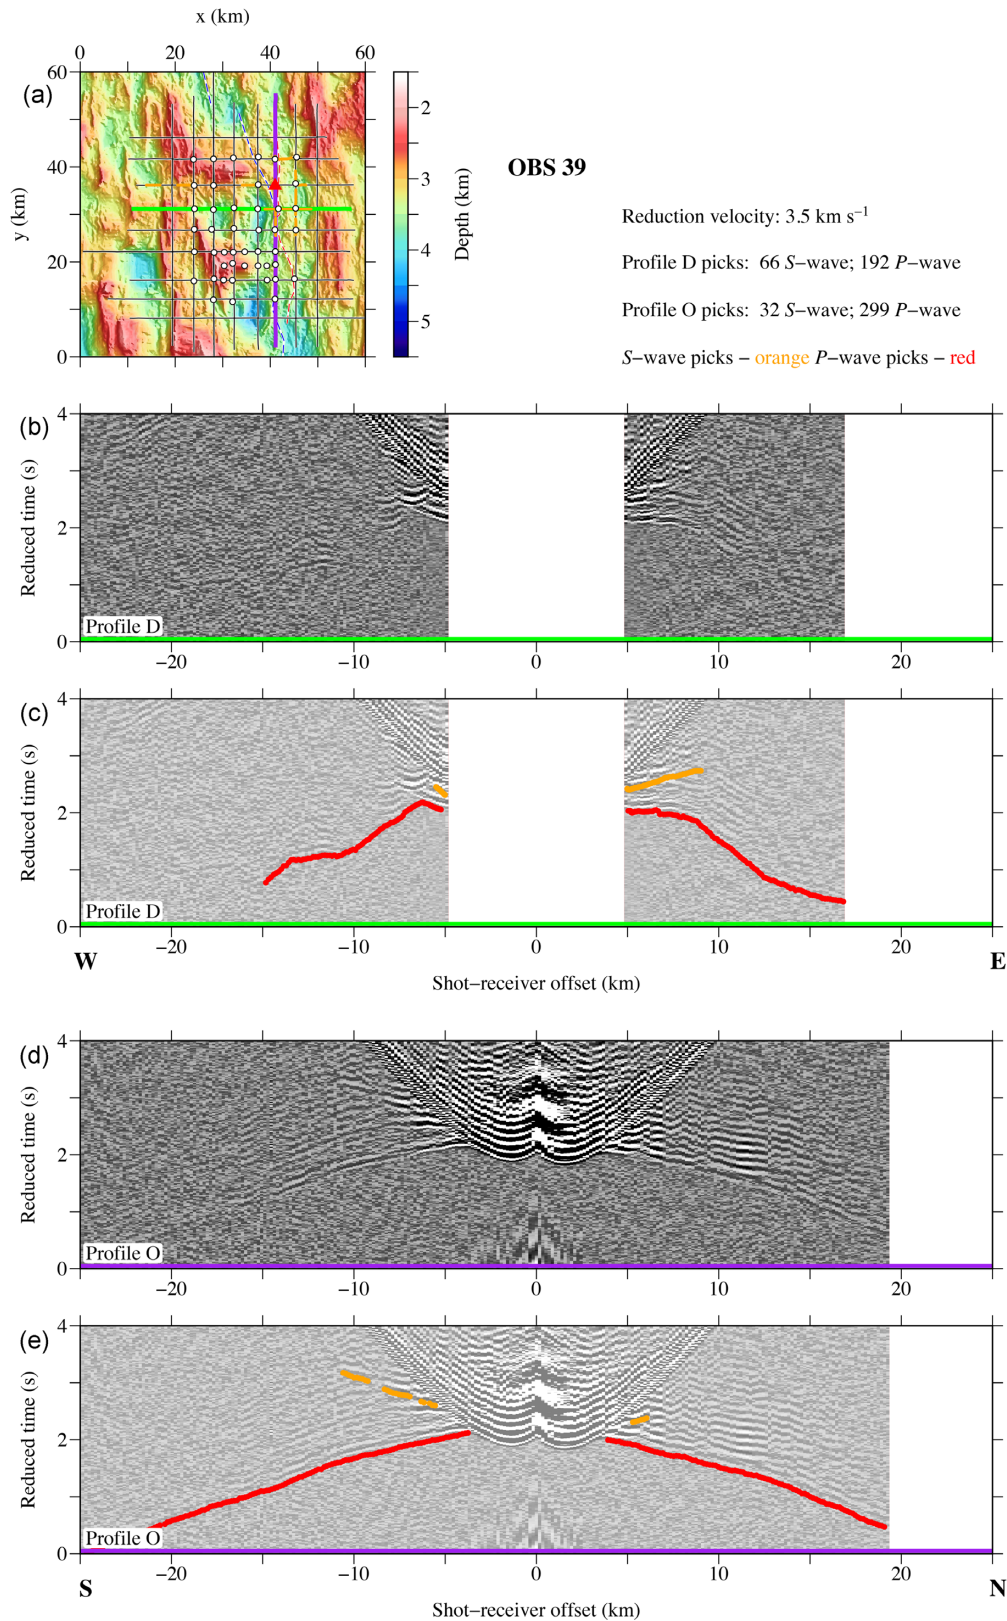 x (km)
0 20 40 60
(a)
60
40
20
0
y (km)
2
3
4
5
Depth (km)
OBS 39
Reduction velocity: 3.5 km s⁻¹
Profile D picks: 66 S−wave; 192 P−wave
Profile O picks: 32 S−wave; 299 P−wave
S−wave picks − orange P−wave picks − red
(b)
4
2
0
Reduced time (s)
Profile D
−20 −10 0 10 20
(c)
4
2
0
Reduced time (s)
Profile D
−20 −10 0 10 20
W E
Shot−receiver offset (km)
(d)
4
2
0
Reduced time (s)
Profile O
−20 −10 0 10 20
(e)
4
2
0
Reduced time (s)
Profile O
−20 −10 0 10 20
S N
Shot−receiver offset (km)